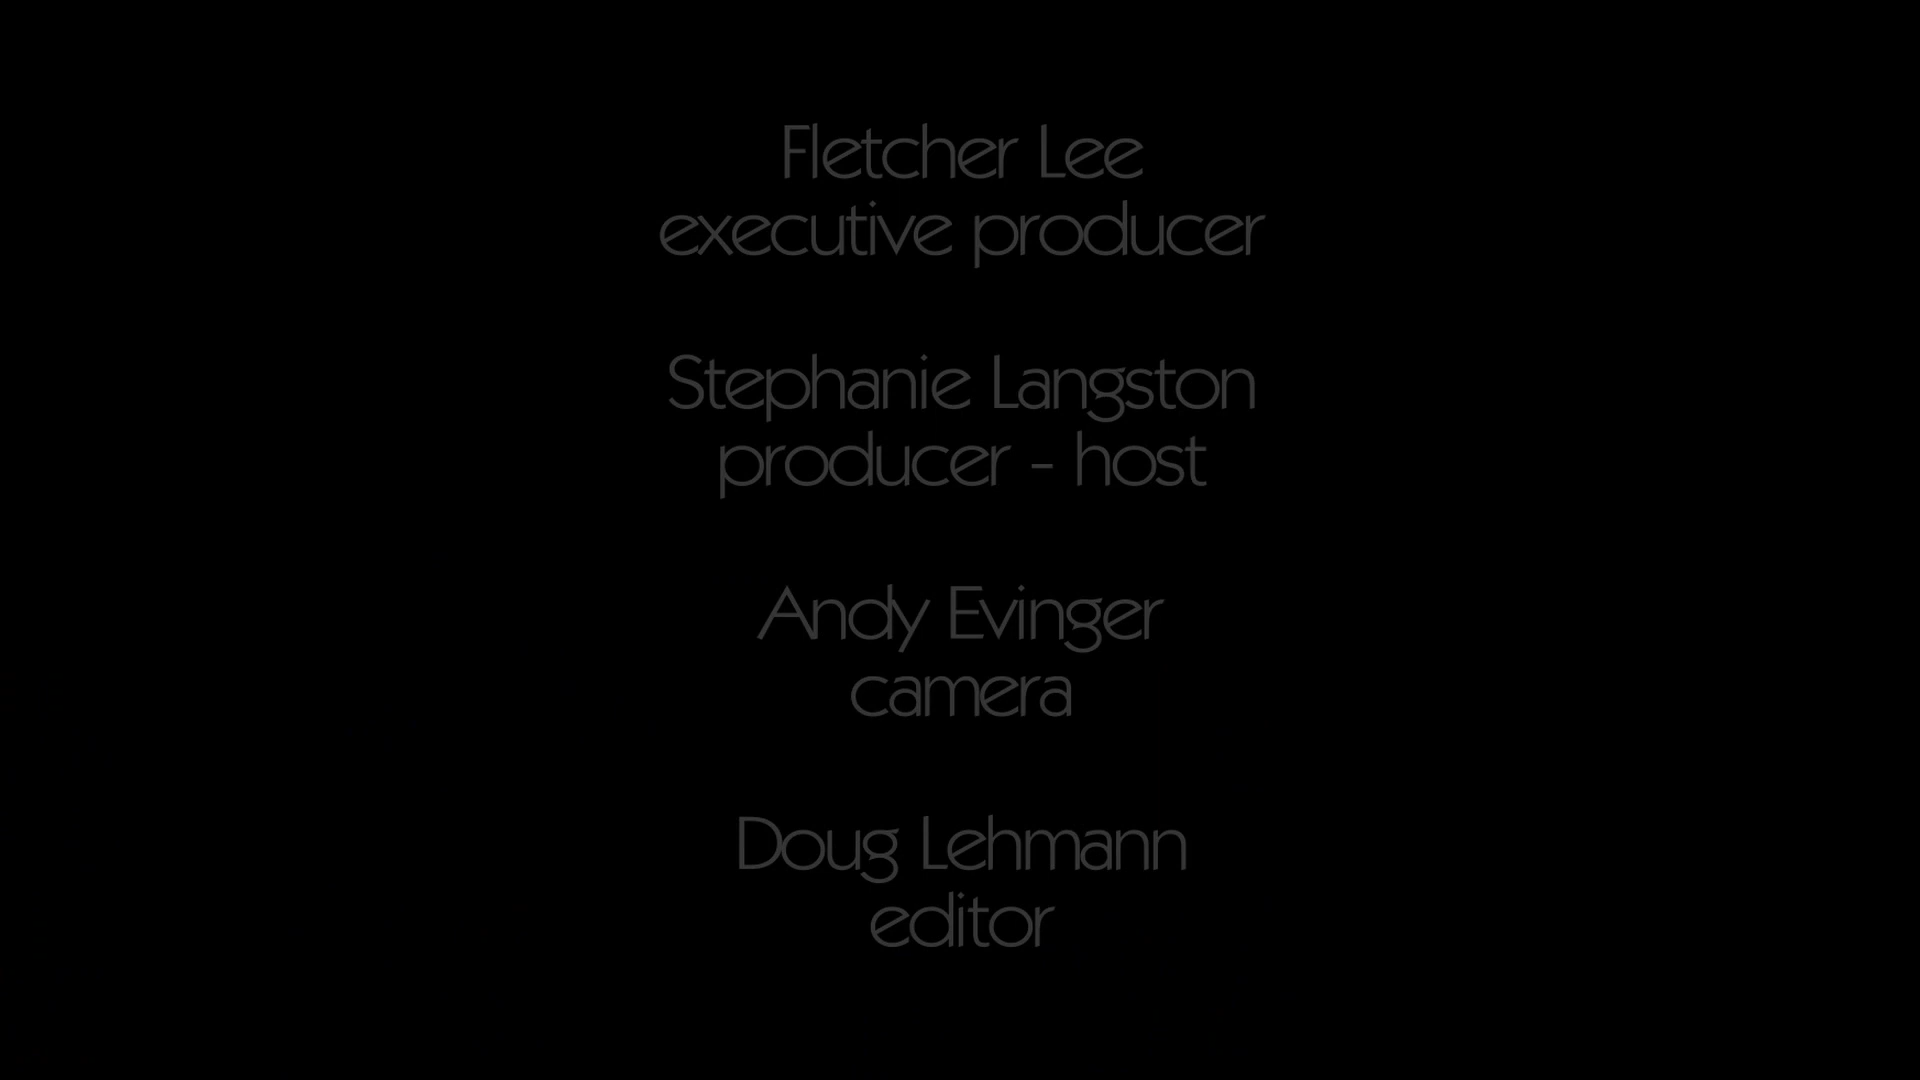 Fletcher Lee
executive producer
Stephanie Langston
producer - host
Andy Evinger
camera
Doug Lehmann
editor